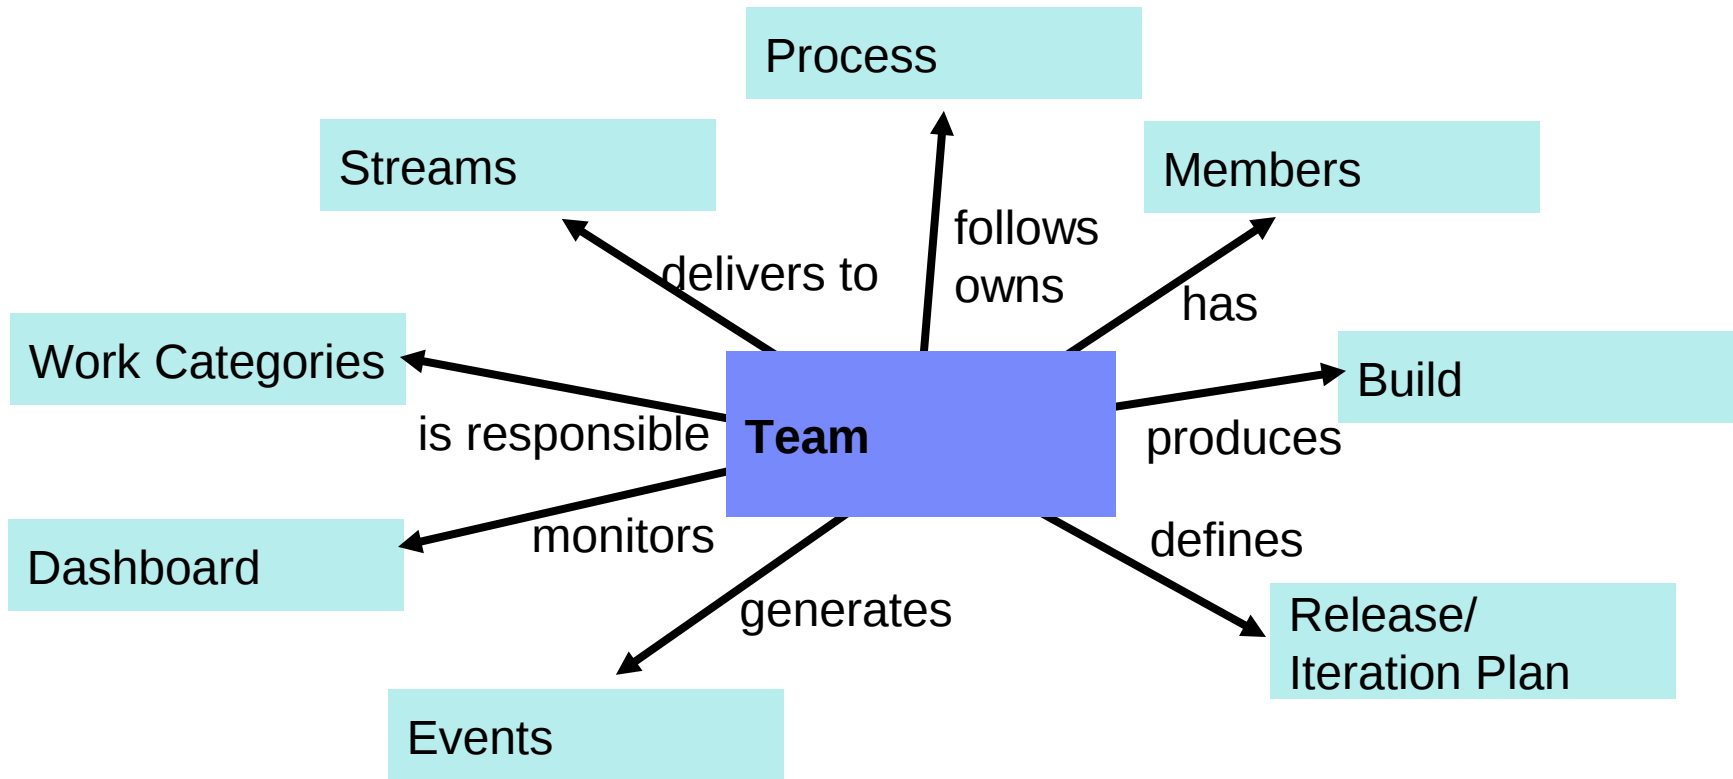 Process
Streams
Members
follows
owns
delivers to
has
Work Categories
Build
is responsible
Team
produces
monitors
defines
Dashboard
generates
Release/
Iteration Plan
Events